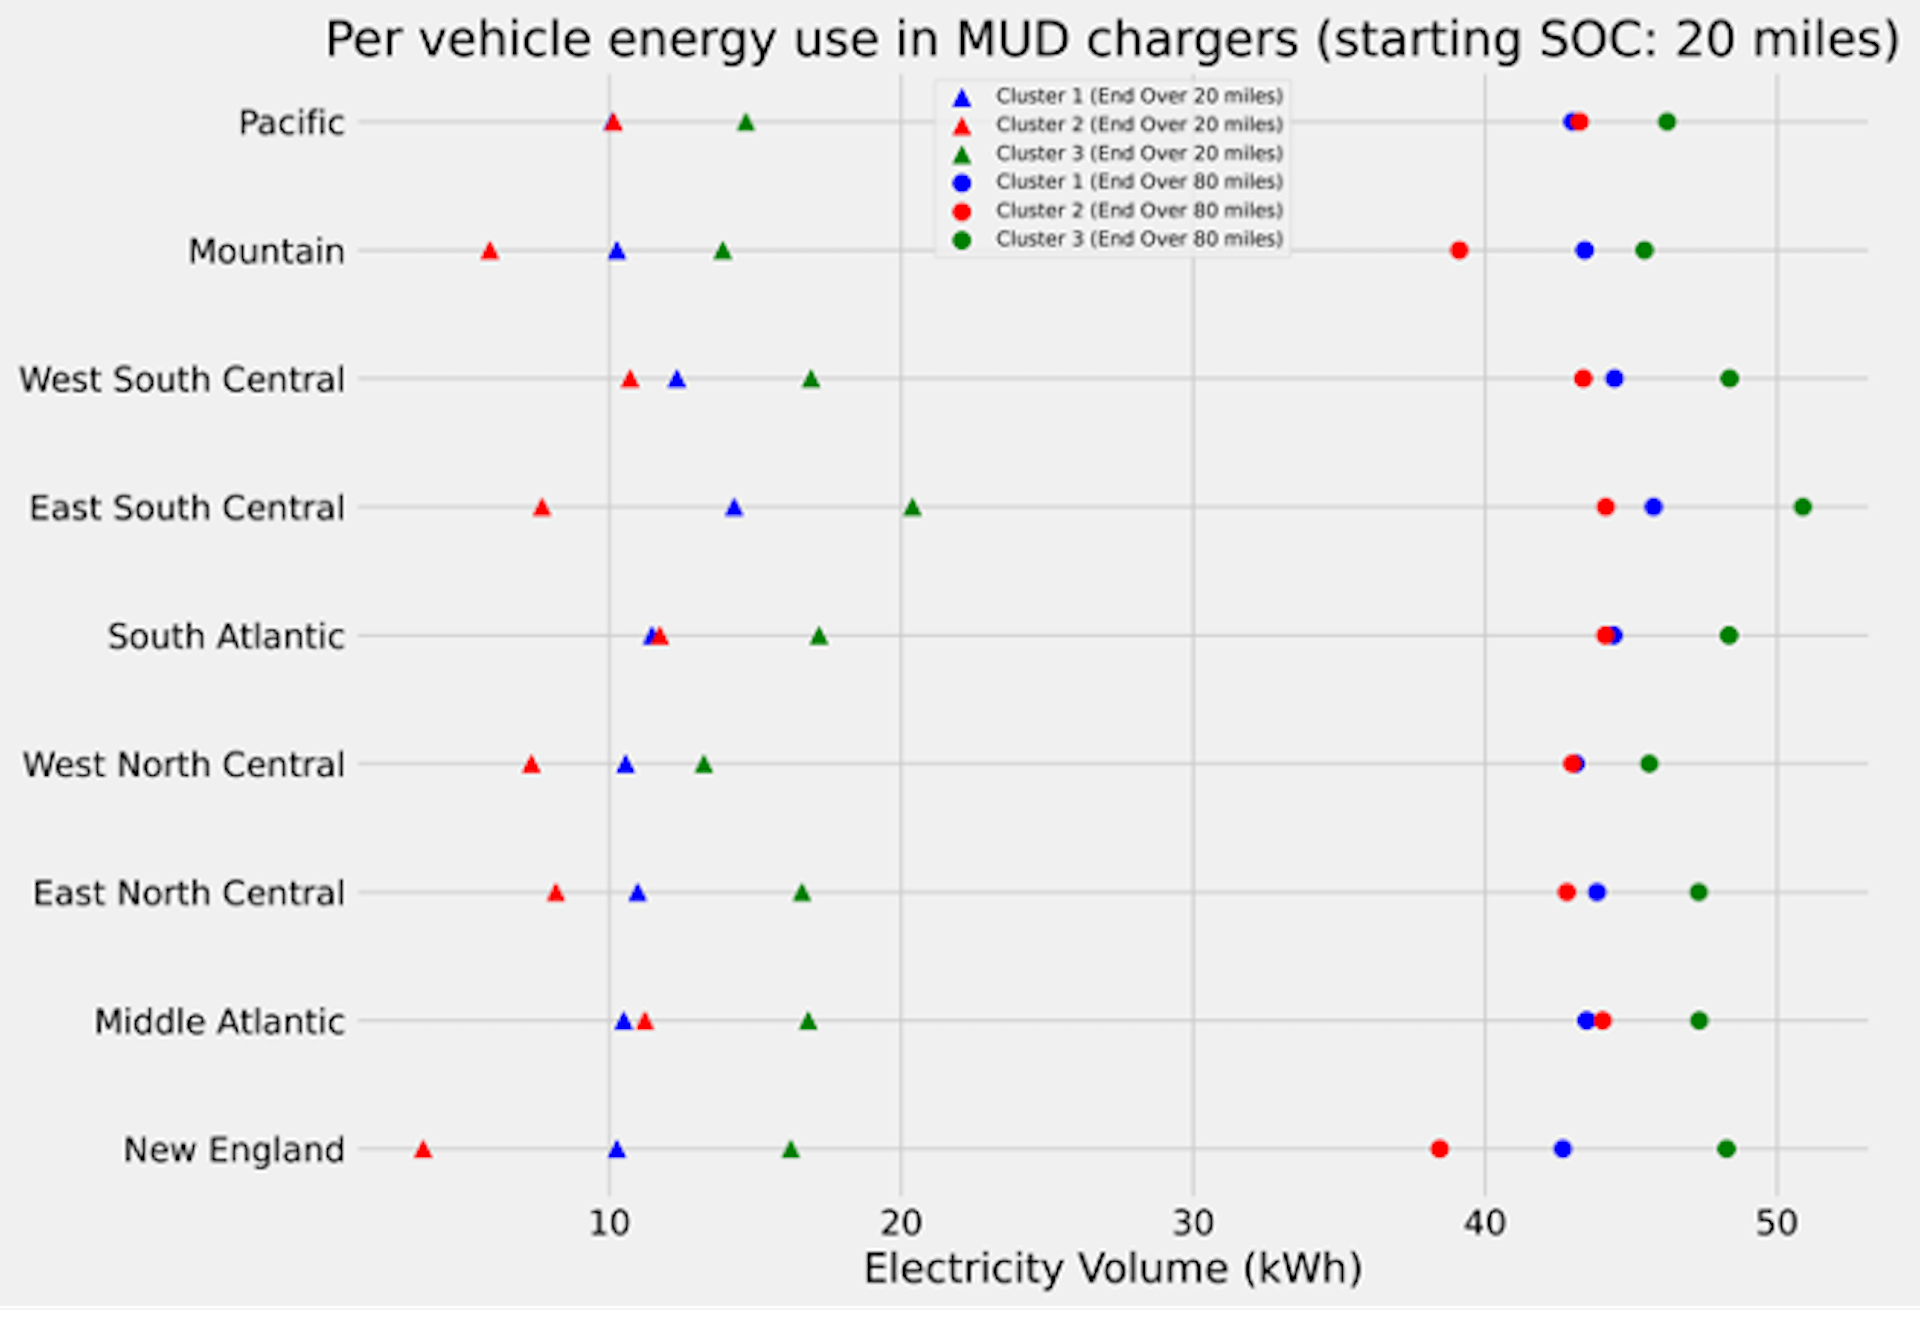 Per vehicle energy use in MUD chargers (starting SOC: 20 miles)
Cluster 1 (End Over 20 miles)
Cluster 2 (End Over 20 miles)
Cluster 3 (End Over 20 miles)
Cluster 1 (End Over 80 miles)
Cluster 2 (End Over 80 miles)
Cluster 3 (End Over 80 miles)
Pacific
Mountain
West South Central
East South Central
South Atlantic
West North Central
East North Central
Middle Atlantic
New England
10 20 30 40 50
Electricity Volume (kWh)